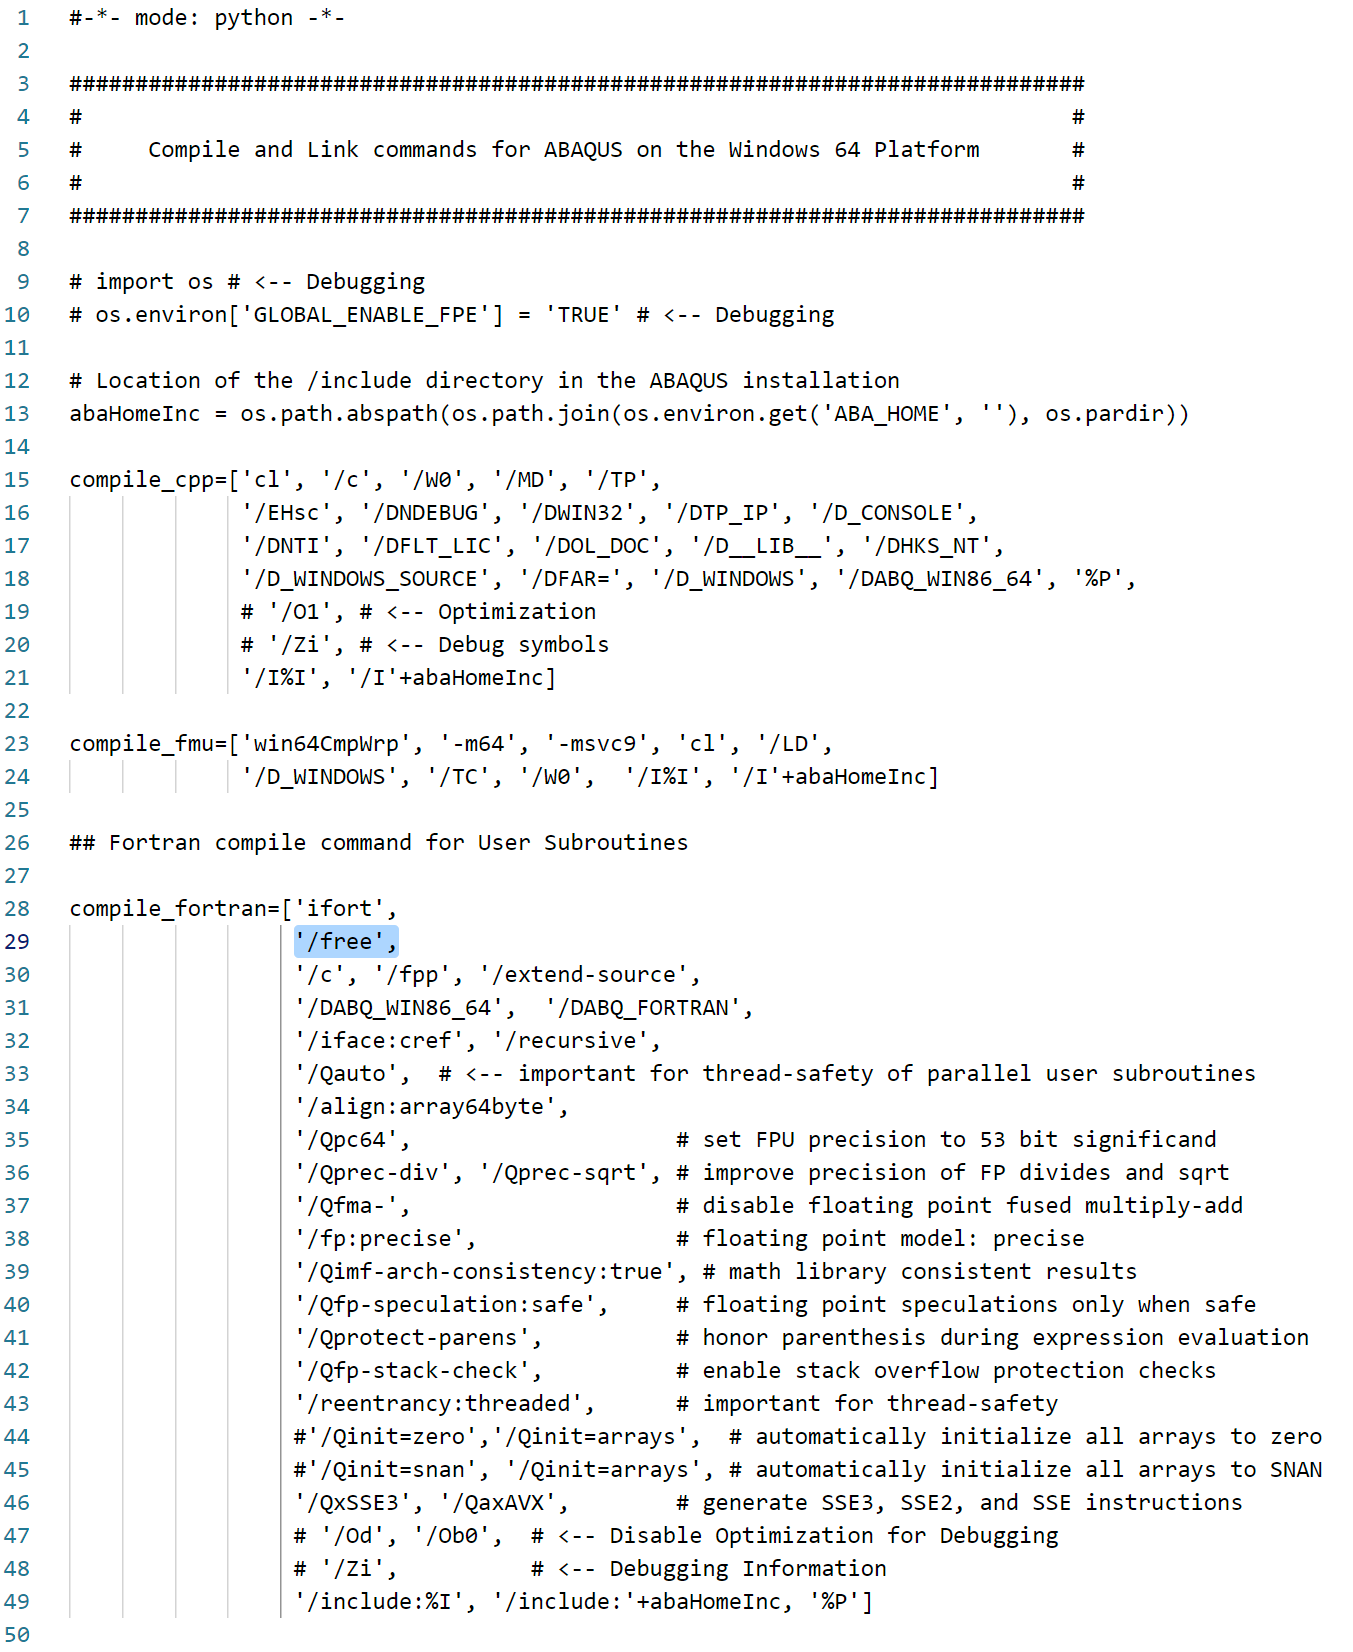 1 #-*- mode: python -*-
2
3 #############################################################################
4 #                                                                           #
5 #     Compile and Link commands for ABAQUS on the Windows 64 Platform       #
6 #                                                                           #
7 #############################################################################
8
9 # import os # <-- Debugging
10 # os.environ['GLOBAL_ENABLE_FPE'] = 'TRUE' # <-- Debugging
11
12 # Location of the /include directory in the ABAQUS installation
13 abaHomeInc = os.path.abspath(os.path.join(os.environ.get('ABA_HOME', ''), os.pardir))
14
15 compile_cpp=['cl', '/c', '/W0', '/MD', '/TP',
16              '/EHsc', '/DNDEBUG', '/DWIN32', '/DTP_IP', '/D_CONSOLE',
17              '/DNTI', '/DFLT_LIC', '/DOL_DOC', '/D__LIB__', '/DHKS_NT',
18              '/D_WINDOWS_SOURCE', '/DFAR=', '/D_WINDOWS', '/DABQ_WIN86_64', '%P',
19              # '/O1', # <-- Optimization
20              # '/Zi', # <-- Debug symbols
21              '/I%I', '/I'+abaHomeInc]
22
23 compile_fmu=['win64CmpWrp', '-m64', '-msvc9', 'cl', '/LD',
24              '/D_WINDOWS', '/TC', '/W0',  '/I%I', '/I'+abaHomeInc]
25
26 ## Fortran compile command for User Subroutines
27
28 compile_fortran=['ifort',
29                  '/free',
30                  '/c', '/fpp', '/extend-source',
31                  '/DABQ_WIN86_64',  '/DABQ_FORTRAN',
32                  '/iface:cref', '/recursive',
33                  '/Qauto',  # <-- important for thread-safety of parallel user subroutines
34                  '/align:array64byte',
35                  '/Qpc64',                    # set FPU precision to 53 bit significand
36                  '/Qprec-div', '/Qprec-sqrt', # improve precision of FP divides and sqrt
37                  '/Qfma-',                    # disable floating point fused multiply-add
38                  '/fp:precise',               # floating point model: precise
39                  '/Qimf-arch-consistency:true', # math library consistent results
40                  '/Qfp-speculation:safe',     # floating point speculations only when safe
41                  '/Qprotect-parens',          # honor parenthesis during expression evaluation
42                  '/Qfp-stack-check',          # enable stack overflow protection checks
43                  '/reentrancy:threaded',      # important for thread-safety
44                  #'/Qinit=zero','/Qinit=arrays',  # automatically initialize all arrays to zero
45                  #'/Qinit=snan', '/Qinit=arrays', # automatically initialize all arrays to SNAN
46                  '/QxSSE3', '/QaxAVX',        # generate SSE3, SSE2, and SSE instructions
47                  # '/Od', '/Ob0',  # <-- Disable Optimization for Debugging
48                  # '/Zi',          # <-- Debugging Information
49                  '/include:%I', '/include:'+abaHomeInc, '%P']
50